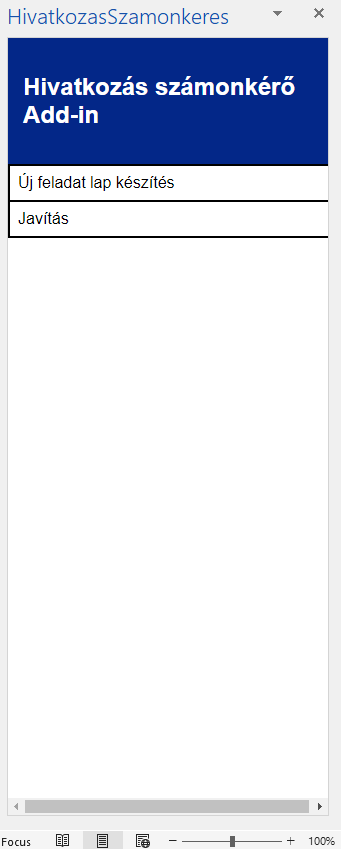 HivatkozasSzamonkeres
Hivatkozás számonkérő
Add-in
Új feladat lap készítés
Javítás
Focus
100%